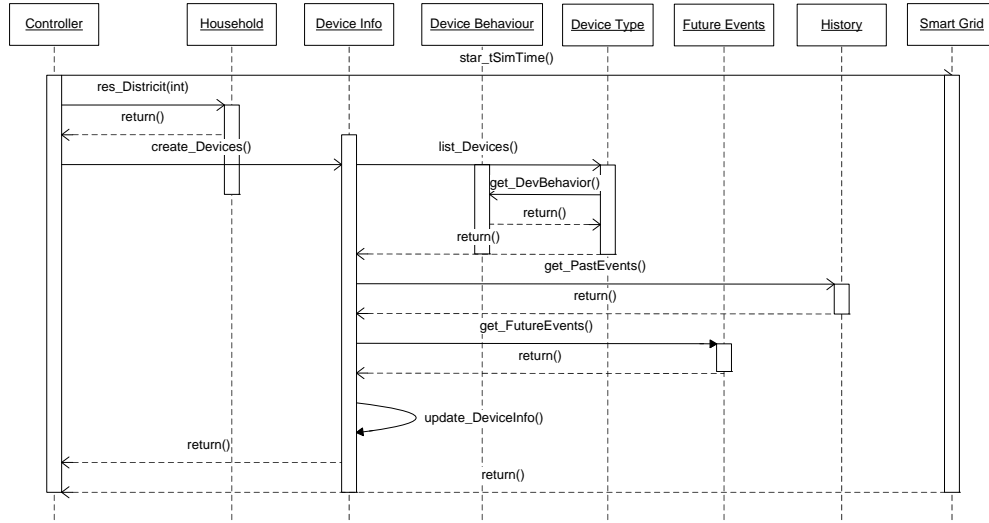 Controller
Household
Device Info
Device Behaviour
Device Type
Future Events
History
Smart Grid
star_tSimTime()
res_Districit(int)
return()
create_Devices()
list_Devices()
get_DevBehavior()
return()
return()
get_PastEvents()
return()
get_FutureEvents()
return()
update_DeviceInfo()
return()
return()